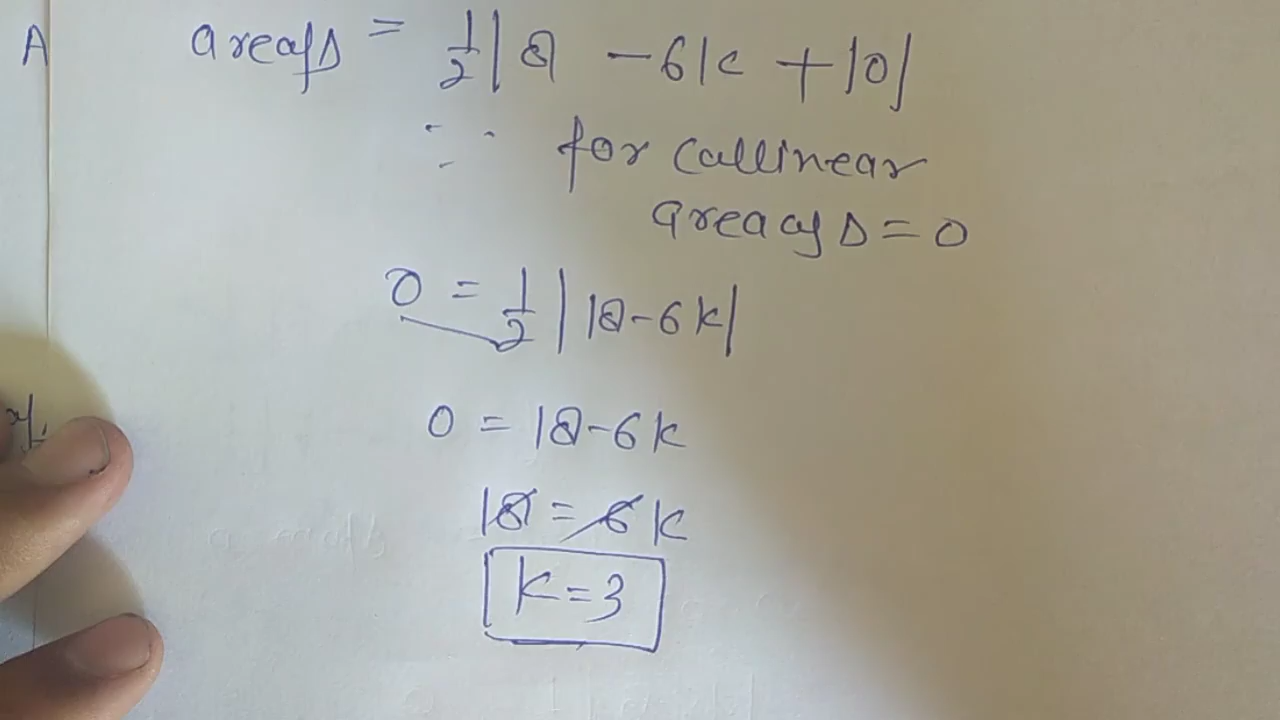 A
area of Δ = 1/2 |8 - 6k + 10|
∵ for Callinear
area of Δ = 0
0 = 1/2 |18 - 6k|
0 = 18 - 6k
18 = 6k
k = 3